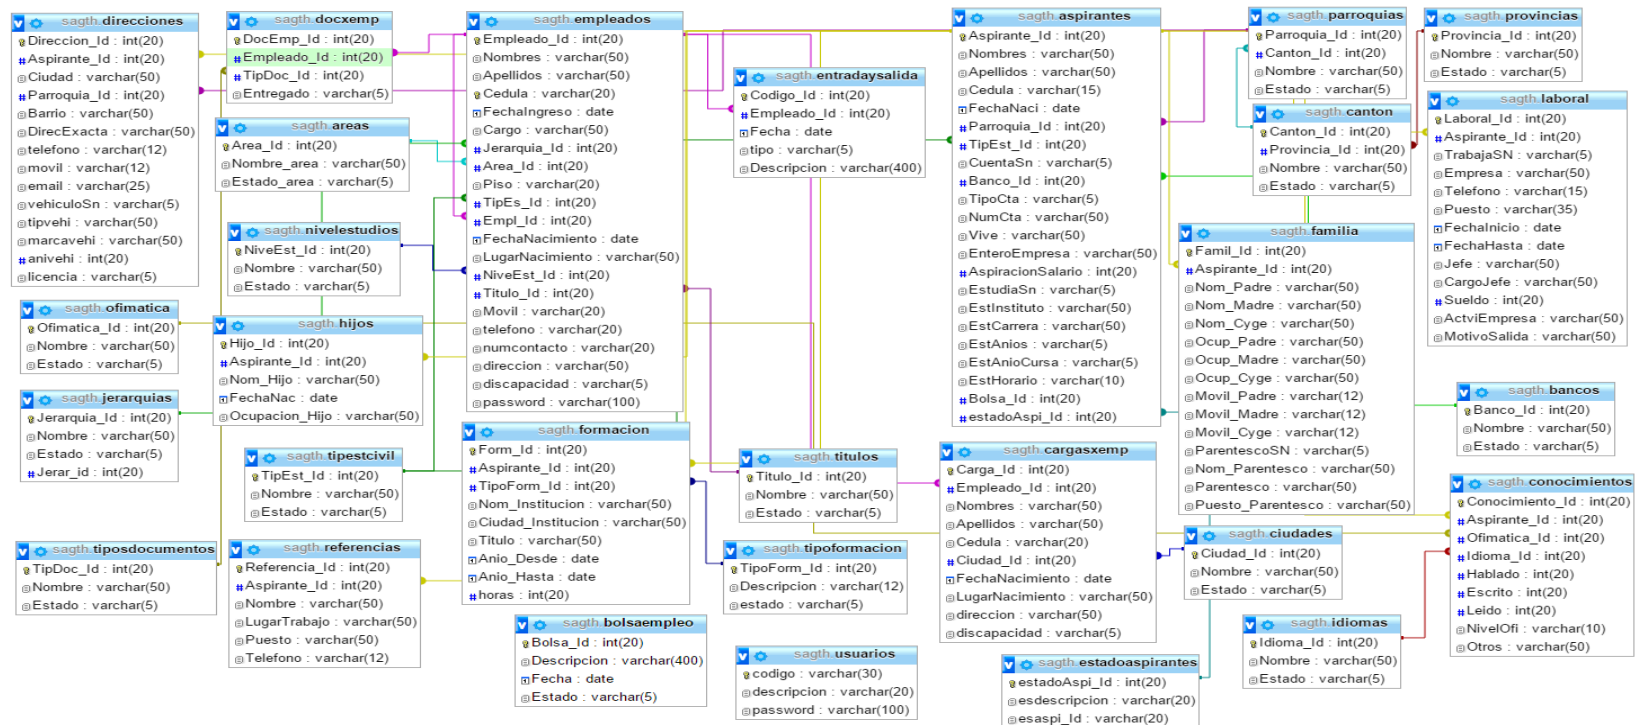 sagth.direcciones
Direccion_Id : int(20)
Aspirante_Id : int(20)
Ciudad : varchar(50)
Parroquia_Id : int(20)
Barrio : varchar(50)
DirecExacta : varchar(50)
telefono : varchar(12)
movil : varchar(12)
email : varchar(25)
vehiculoSn : varchar(5)
tipvehi : varchar(50)
marcavehi : varchar(50)
anivehi : int(20)
licencia : varchar(5)
sagth.docxemp
DocEmp_Id : int(20)
Empleado_Id : int(20)
TipDoc_Id : int(20)
Entregado : varchar(5)
sagth.areas
Area_Id : int(20)
Nombre_area : varchar(50)
Estado_area : varchar(5)
sagth.nivelestudios
NiveEst_Id : int(20)
Nombre : varchar(50)
Estado : varchar(5)
sagth.ofimatica
Ofimatica_Id : int(20)
Nombre : varchar(50)
Estado : varchar(5)
sagth.hijos
Hijo_Id : int(20)
Aspirante_Id : int(20)
Nom_Hijo : varchar(50)
FechaNac : date
Ocupacion_Hijo : varchar(50)
sagth.jerarquias
Jerarquia_Id : int(20)
Nombre : varchar(50)
Estado : varchar(5)
Jerar_id : int(20)
sagth.tipestcivil
TipEst_Id : int(20)
Nombre : varchar(50)
Estado : varchar(5)
sagth.tiposdocumentos
TipDoc_Id : int(20)
Nombre : varchar(50)
Estado : varchar(5)
sagth.referencias
Referencia_Id : int(20)
Aspirante_Id : int(20)
Nombre : varchar(50)
LugarTrabajo : varchar(50)
Puesto : varchar(50)
Telefono : varchar(12)
sagth.empleados
Empleado_Id : int(20)
Nombres : varchar(50)
Apellidos : varchar(50)
Cedula : varchar(20)
FechaIngreso : date
Cargo : varchar(50)
Jerarquia_Id : int(20)
Area_Id : int(20)
Piso : varchar(20)
TipEs_Id : int(20)
Empl_Id : int(20)
FechaNacimiento : date
LugarNacimiento : varchar(50)
NiveEst_Id : int(20)
Titulo_Id : int(20)
Movil : varchar(20)
telefono : varchar(20)
numcontacto : varchar(20)
direccion : varchar(50)
discapacidad : varchar(5)
password : varchar(100)
sagth.formacion
Form_Id : int(20)
Aspirante_Id : int(20)
TipoForm_Id : int(20)
Nom_Institucion : varchar(50)
Ciudad_Institucion : varchar(50)
Titulo : varchar(50)
Anio_Desde : date
Anio_Hasta : date
horas : int(20)
sagth.bolsaempleo
Bolsa_Id : int(20)
Descripcion : varchar(400)
Fecha : date
Estado : varchar(5)
sagth.entradaysalida
Codigo_Id : int(20)
Empleado_Id : int(20)
Fecha : date
tipo : varchar(5)
Descripcion : varchar(400)
sagth.titulos
Titulo_Id : int(20)
Nombre : varchar(50)
Estado : varchar(5)
sagth.tipoformacion
TipoForm_Id : int(20)
Descripcion : varchar(12)
estado : varchar(5)
sagth.usuarios
codigo : varchar(30)
descripcion : varchar(20)
password : varchar(100)
sagth.aspirantes
Aspirante_Id : int(20)
Nombres : varchar(50)
Apellidos : varchar(50)
Cedula : varchar(15)
FechaNaci : date
Parroquia_Id : int(20)
TipEst_Id : int(20)
CuentaSn : varchar(5)
Banco_Id : int(20)
TipoCta : varchar(5)
NumCta : varchar(50)
Vive : varchar(50)
EnteroEmpresa : varchar(50)
AspiracionSalario : int(20)
EstudiaSn : varchar(5)
EstInstituto : varchar(50)
EstCarrera : varchar(50)
EstAnios : varchar(5)
EstAnioCursa : varchar(5)
EstHorario : varchar(10)
Bolsa_Id : int(20)
estadoAspi_Id : int(20)
sagth.cargasxemp
Carga_Id : int(20)
Empleado_Id : int(20)
Nombres : varchar(50)
Apellidos : varchar(50)
Cedula : varchar(20)
Ciudad_Id : int(20)
FechaNacimiento : date
LugarNacimiento : varchar(50)
direccion : varchar(50)
discapacidad : varchar(5)
sagth.estadoaspirantes
estadoAspi_Id : int(20)
esdescripcion : varchar(20)
esaspi_Id : varchar(20)
sagth.parroquias
Parroquia_Id : int(20)
Canton_Id : int(20)
Nombre : varchar(50)
Estado : varchar(5)
sagth.canton
Canton_Id : int(20)
Provincia_Id : int(20)
Nombre : varchar(50)
Estado : varchar(5)
sagth.familia
Famil_Id : int(20)
Aspirante_Id : int(20)
Nom_Padre : varchar(50)
Nom_Madre : varchar(50)
Nom_Cyge : varchar(50)
Ocup_Padre : varchar(50)
Ocup_Madre : varchar(50)
Ocup_Cyge : varchar(50)
Movil_Padre : varchar(12)
Movil_Madre : varchar(12)
Movil_Cyge : varchar(12)
ParentescoSN : varchar(5)
Nom_Parentesco : varchar(50)
Parentesco : varchar(50)
Puesto_Parentesco : varchar(50)
sagth.ciudades
Ciudad_Id : int(20)
Nombre : varchar(50)
Estado : varchar(5)
sagth.idiomas
Idioma_Id : int(20)
Nombre : varchar(50)
Estado : varchar(5)
sagth.provincias
Provincia_Id : int(20)
Nombre : varchar(50)
Estado : varchar(5)
sagth.laboral
Laboral_Id : int(20)
Aspirante_Id : int(20)
TrabajaSN : varchar(5)
Empresa : varchar(50)
Telefono : varchar(15)
Puesto : varchar(35)
FechaInicio : date
FechaHasta : date
Jefe : varchar(50)
CargoJefe : varchar(50)
Sueldo : int(20)
ActviEmpresa : varchar(50)
MotivoSalida : varchar(50)
sagth.bancos
Banco_Id : int(20)
Nombre : varchar(50)
Estado : varchar(5)
sagth.conocimientos
Conocimiento_Id : int(20)
Aspirante_Id : int(20)
Ofimatica_Id : int(20)
Idioma_Id : int(20)
Hablado : int(20)
Escrito : int(20)
Leido : int(20)
NivelOfi : varchar(10)
Otros : varchar(50)